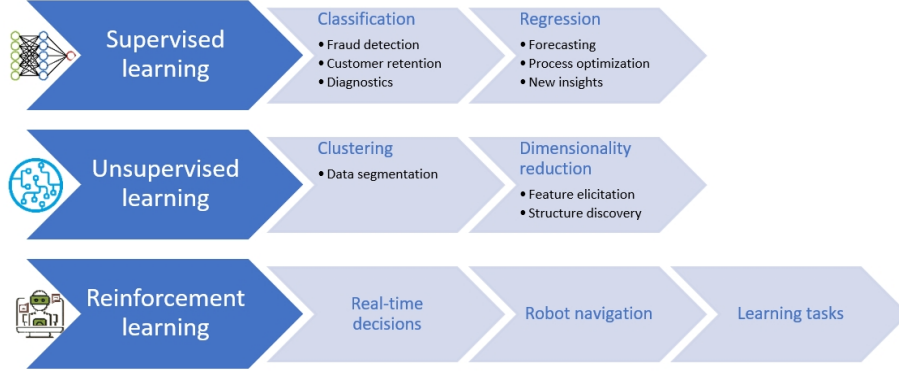 Supervised
learning
Classification
• Fraud detection
• Customer retention
• Diagnostics
Regression
• Forecasting
• Process optimization
• New insights
Unsupervised
learning
Clustering
• Data segmentation
Dimensionality
reduction
• Feature elicitation
• Structure discovery
Reinforcement
learning
Real-time
decisions
Robot navigation
Learning tasks